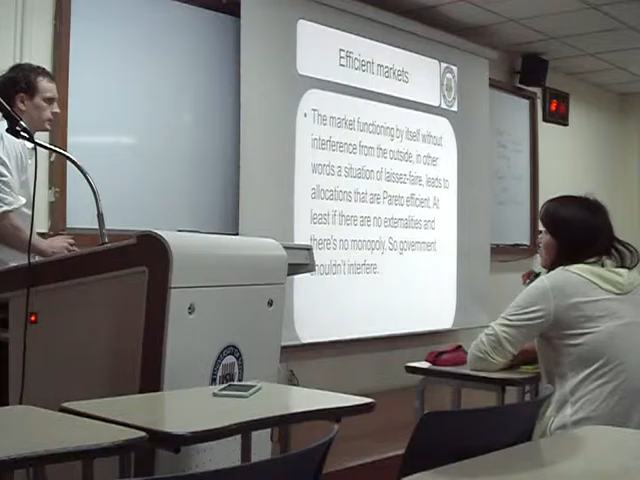 Efficient markets
• The market functioning by itself without
interference from the outside, in other
words a situation of laissez-faire, leads to
allocations that are Pareto efficient. At
least if there are no externalities and
there's no monopoly. So government
shouldn't interfere.